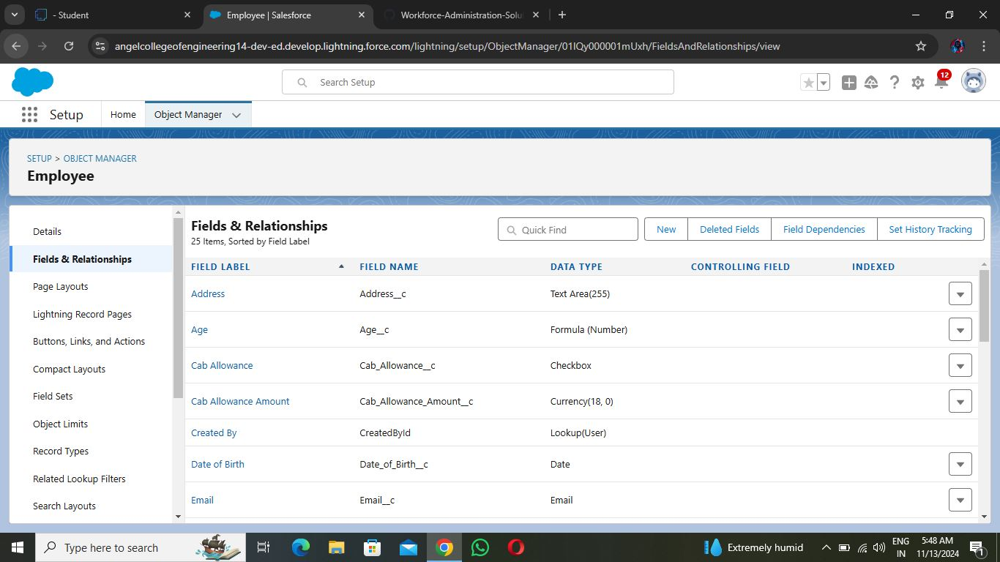 - Student
Employee | Salesforce
Workforce-Administration-Solu
angelcollegeofengineering14-dev-ed.develop.lightning.force.com/lightning/setup/ObjectManager/01IQy000001mUxh/FieldsAndRelationships/view
Search Setup
12
Setup
Home
Object Manager
SETUP > OBJECT MANAGER
Employee
Details
Fields & Relationships
Page Layouts
Lightning Record Pages
Buttons, Links, and Actions
Compact Layouts
Field Sets
Object Limits
Record Types
Related Lookup Filters
Search Layouts
Fields & Relationships
25 Items, Sorted by Field Label
Quick Find
New
Deleted Fields
Field Dependencies
Set History Tracking
FIELD LABEL FIELD NAME DATA TYPE CONTROLLING FIELD INDEXED
Address Address__c Text Area(255)
Age Age__c Formula (Number)
Cab Allowance Cab_Allowance__c Checkbox
Cab Allowance Amount Cab_Allowance_Amount__c Currency(18, 0)
Created By CreatedById Lookup(User)
Date of Birth Date_of_Birth__c Date
Email Email__c Email
Type here to search
Extremely humid
ENG
IN
5:48 AM
11/13/2024
1